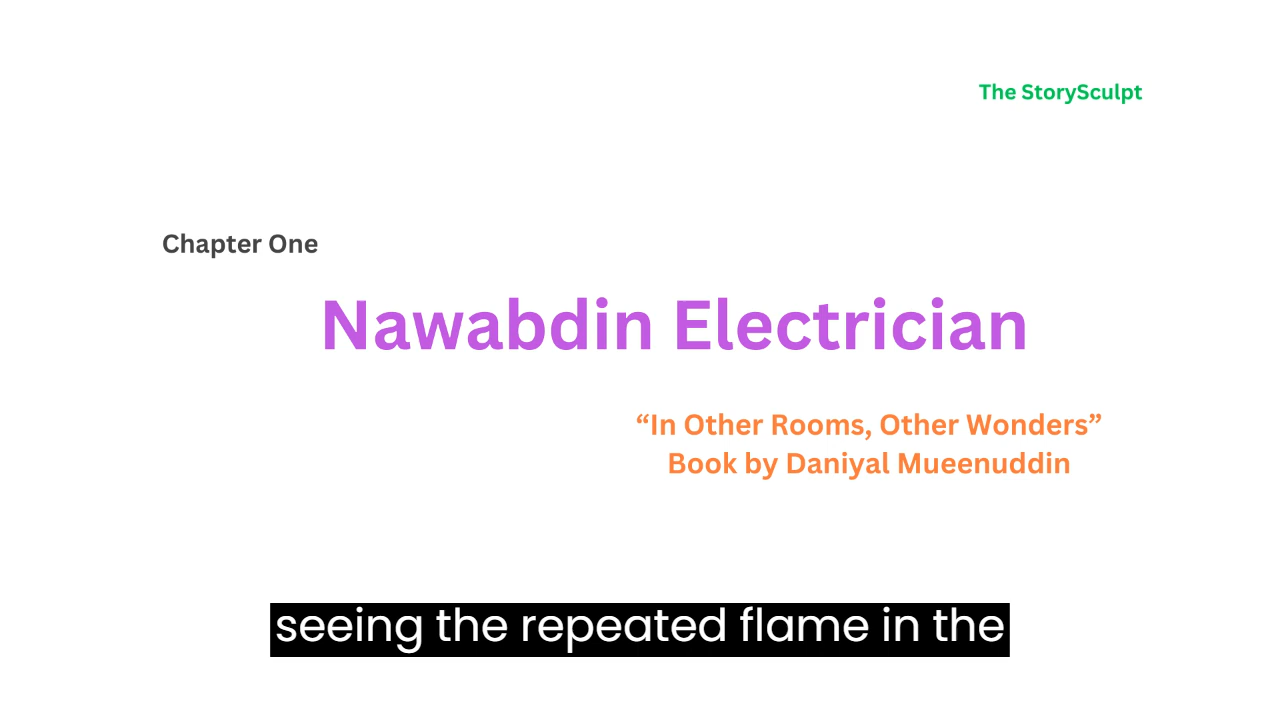 The StorySculpt
Chapter One
Nawabdin Electrician
“In Other Rooms, Other Wonders”
Book by Daniyal Mueenuddin
seeing the repeated flame in the